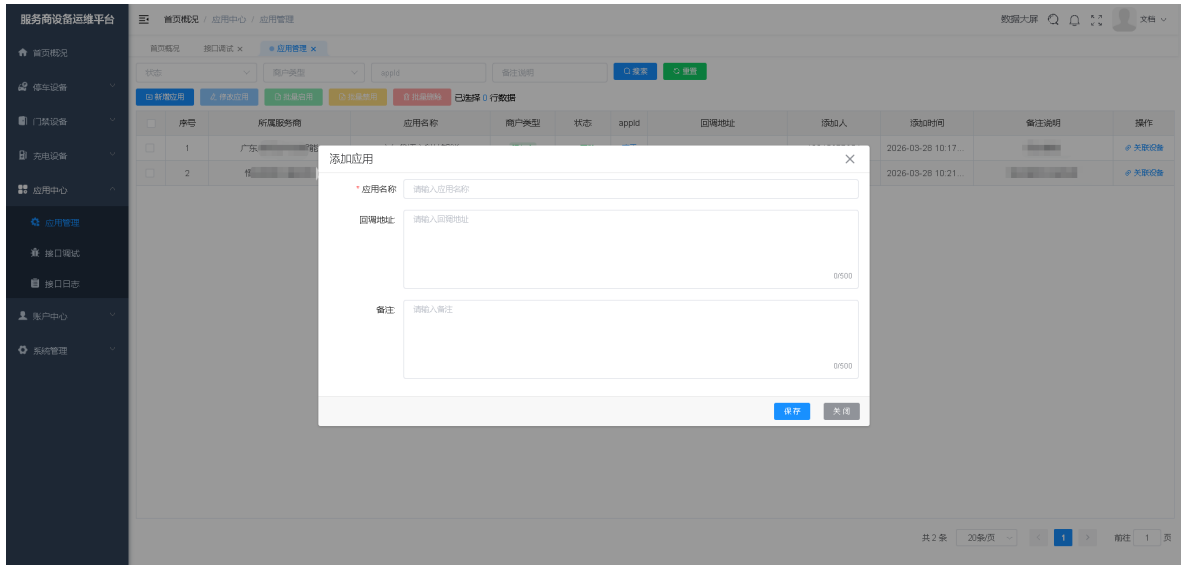 服务商设备运维平台
首页概况 / 应用中心 / 应用管理
数据大屏
文档
首页概况
接口调试 ×
应用管理 ×
首页概况
停车设备
门禁设备
充电设备
应用中心
应用管理
接口调试
接口日志
账户中心
系统管理
状态
商户类型
appId
备注说明
搜索
重置
新增应用
修改应用
批量启用
批量禁用
批量删除
已选择 0 行数据
序号 所属服务商 应用名称 商户类型 状态 appId 回调地址 添加人 添加时间 备注说明 操作
1 广东 2026-03-28 10:17... 关联设备
2 2026-03-28 10:21... 关联设备
添加应用
* 应用名称 请输入应用名称
回调地址 请输入回调地址
0/500
备注 请输入备注
0/500
保存 关闭
共 2 条 20条/页 1 前往 1 页